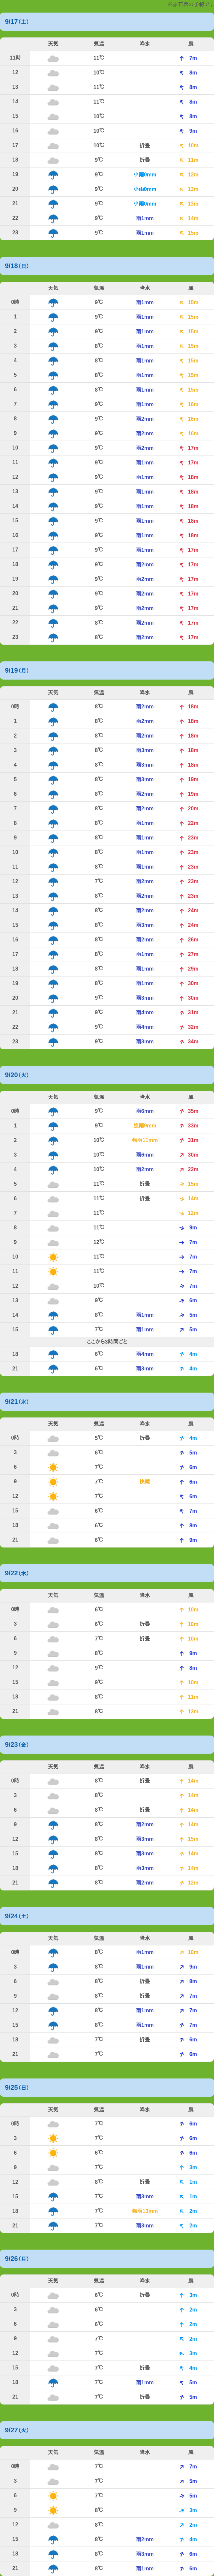 9/17(土)
天気 気温 降水 風
11時 11℃ 7m
12 10℃ 8m
13 11℃ 8m
14 11℃ 8m
15 10℃ 8m
16 10℃ 9m
17 10℃ 折畳 10m
18 9℃ 折畳 11m
19 9℃ 小雨0mm 12m
20 9℃ 小雨0mm 13m
21 9℃ 小雨0mm 13m
22 9℃ 雨1mm 14m
23 9℃ 雨1mm 15m
9/18(日)
天気 気温 降水 風
0時 9℃ 雨1mm 15m
1 9℃ 雨1mm 15m
2 9℃ 雨1mm 15m
3 8℃ 雨1mm 15m
4 8℃ 雨1mm 15m
5 8℃ 雨1mm 15m
6 8℃ 雨1mm 15m
7 9℃ 雨1mm 16m
8 9℃ 雨2mm 16m
9 9℃ 雨2mm 16m
10 9℃ 雨2mm 17m
11 9℃ 雨1mm 17m
12 9℃ 雨1mm 18m
13 9℃ 雨1mm 18m
14 9℃ 雨1mm 18m
15 9℃ 雨1mm 18m
16 9℃ 雨1mm 18m
17 9℃ 雨1mm 17m
18 9℃ 雨2mm 17m
19 9℃ 雨2mm 17m
20 9℃ 雨2mm 17m
21 9℃ 雨2mm 17m
22 9℃ 雨2mm 17m
23 8℃ 雨2mm 17m
9/19(月)
天気 気温 降水 風
0時 8℃ 雨2mm 18m
1 8℃ 雨2mm 18m
2 8℃ 雨2mm 18m
3 8℃ 雨3mm 18m
4 8℃ 雨3mm 18m
5 8℃ 雨3mm 19m
6 8℃ 雨2mm 19m
7 8℃ 雨2mm 20m
8 8℃ 雨1mm 22m
9 8℃ 雨1mm 23m
10 8℃ 雨1mm 23m
11 8℃ 雨1mm 23m
12 7℃ 雨2mm 23m
13 8℃ 雨2mm 23m
14 8℃ 雨2mm 24m
15 8℃ 雨3mm 24m
16 8℃ 雨2mm 26m
17 8℃ 雨1mm 27m
18 8℃ 雨1mm 29m
19 8℃ 雨1mm 30m
20 8℃ 雨3mm 30m
21 9℃ 雨4mm 31m
22 9℃ 雨4mm 32m
23 9℃ 雨3mm 34m
9/20(火)
天気 気温 降水 風
0時 9℃ 雨6mm 35m
1 9℃ 強雨9mm 33m
2 10℃ 強雨11mm 31m
3 10℃ 雨6mm 30m
4 10℃ 雨2mm 22m
5 11℃ 折畳 15m
6 11℃ 折畳 14m
7 11℃ 12m
8 11℃ 9m
9 12℃ 7m
10 11℃ 7m
11 11℃ 7m
12 10℃ 7m
13 9℃ 6m
14 8℃ 雨1mm 5m
15 7℃ 雨1mm 5m
ここから3時間ごと
18 6℃ 雨4mm 4m
21 6℃ 雨3mm 4m
9/21(水)
天気 気温 降水 風
0時 5℃ 折畳 4m
3 6℃ 5m
6 7℃ 6m
9 7℃ 6m
12 7℃ 6m
15 6℃ 7m
18 6℃ 8m
21 6℃ 9m
9/22(木)
天気 気温 降水 風
0時 6℃ 10m
3 6℃ 折畳 10m
6 7℃ 折畳 10m
9 8℃ 9m
12 9℃ 8m
15 9℃ 10m
18 8℃ 11m
21 8℃ 13m
9/23(金)
天気 気温 降水 風
0時 8℃ 折畳 14m
3 8℃ 14m
6 8℃ 折畳 14m
9 8℃ 雨2mm 14m
12 8℃ 雨3mm 15m
15 8℃ 雨3mm 14m
18 8℃ 雨3mm 14m
21 8℃ 雨2mm 12m
9/24(土)
天気 気温 降水 風
0時 8℃ 雨1mm 10m
3 8℃ 雨1mm 9m
6 8℃ 折畳 8m
9 8℃ 折畳 7m
12 8℃ 雨1mm 7m
15 8℃ 雨1mm 7m
18 7℃ 折畳 6m
21 7℃ 6m
9/25(日)
天気 気温 降水 風
0時 7℃ 6m
3 7℃ 6m
6 6℃ 6m
9 7℃ 3m
12 8℃ 折畳 1m
15 7℃ 雨3mm 1m
18 7℃ 強雨10mm 2m
21 7℃ 雨3mm 2m
9/26(月)
天気 気温 降水 風
0時 6℃ 折畳 3m
3 6℃ 2m
6 6℃ 2m
9 7℃ 2m
12 7℃ 3m
15 7℃ 折畳 4m
18 7℃ 雨1mm 5m
21 7℃ 折畳 5m
9/27(火)
天気 気温 降水 風
0時 7℃ 7m
3 7℃ 5m
6 7℃ 5m
9 8℃ 3m
12 8℃ 2m
15 7℃ 雨2mm 4m
18 8℃ 雨3mm 6m
21 8℃ 雨1mm 6m